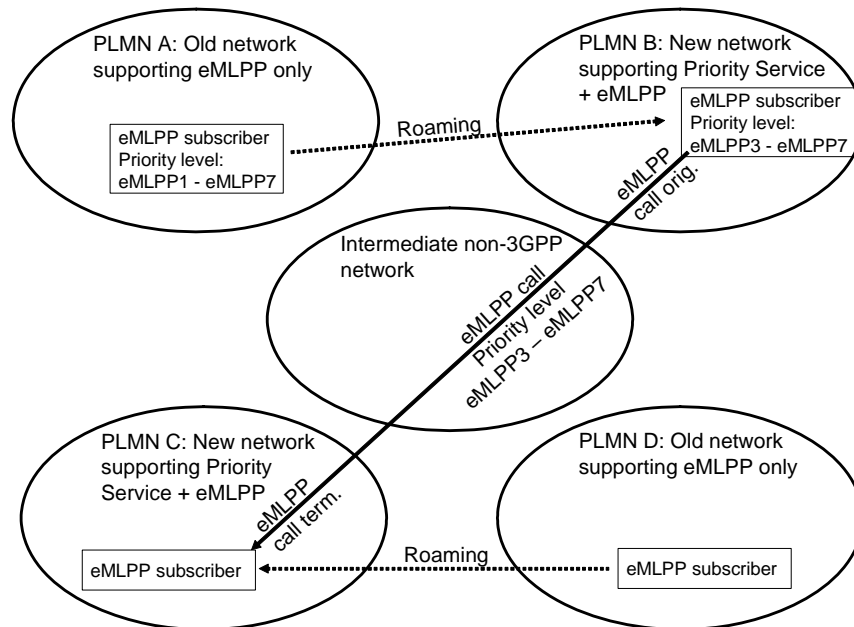 PLMN A: Old network
supporting eMLPP only
eMLPP subscriber
Priority level:
eMLPP1 - eMLPP7
Roaming
PLMN B: New network
supporting Priority Service
+ eMLPP
eMLPP subscriber
Priority level:
eMLPP3 - eMLPP7
eMLPP
call orig.
Intermediate non-3GPP
network
eMLPP call
Priority level
eMLPP3 – eMLPP7
PLMN C: New network
supporting Priority
Service + eMLPP
eMLPP
call term.
eMLPP subscriber
Roaming
PLMN D: Old network
supporting eMLPP only
eMLPP subscriber